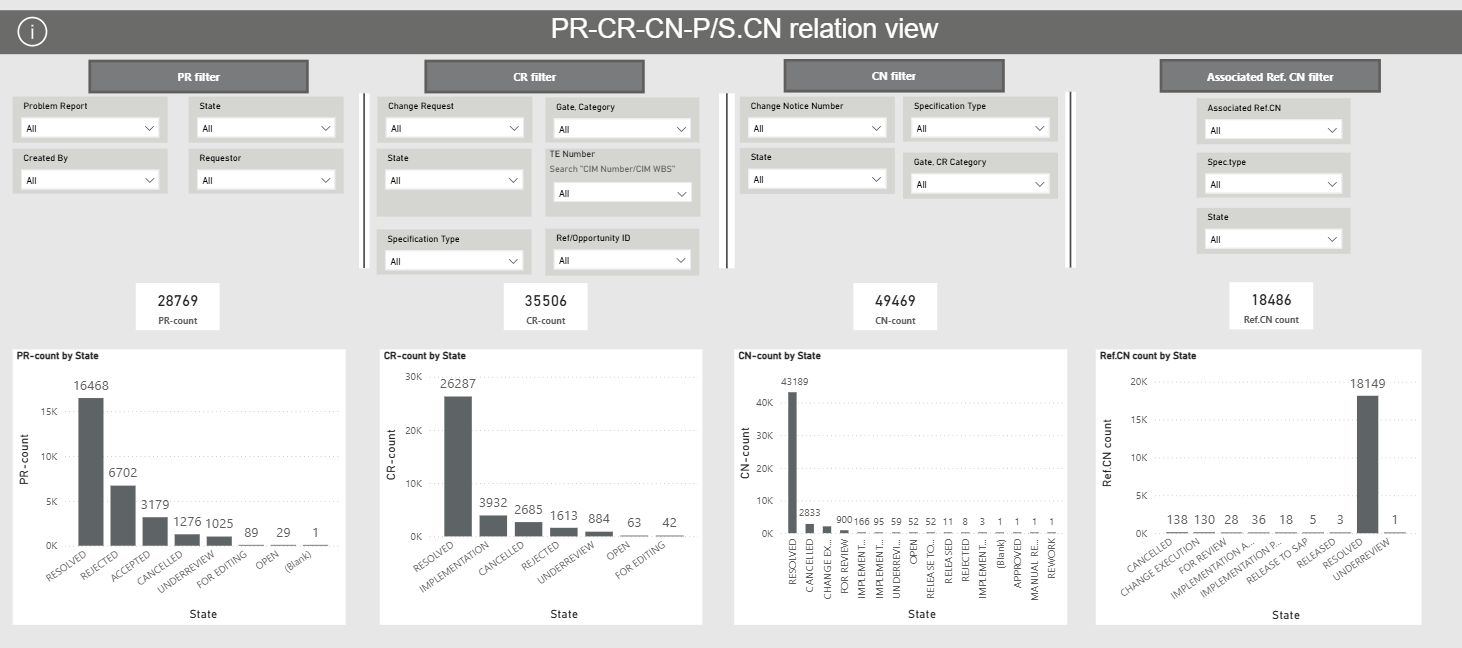 i
PR-CR-CN-P/S.CN relation view
PR filter
Problem Report
All
State
All
Created By
All
Requestor
All
CR filter
Change Request
All
Gate, Category
All
State
All
TE Number
Search "CIM Number/CIM WBS"
All
Specification Type
All
Ref/Opportunity ID
All
CN filter
Change Notice Number
All
Specification Type
All
State
All
Gate, CR Category
All
Associated Ref. CN filter
Associated Ref.CN
All
Spec.type
All
State
All
28769
PR-count
35506
CR-count
49469
CN-count
18486
Ref.CN count
PR-count by State
PR-count
15K
10K
5K
0K
16468
6702
3179
1276
1025
89
29
1
RESOLVED
REJECTED
ACCEPTED
CANCELLED
UNDERREVIEW
FOR EDITING
OPEN
(Blank)
State
CR-count by State
CR-count
30K
20K
10K
0K
26287
3932
2685
1613
884
63
42
RESOLVED
IMPLEMENTATION
CANCELLED
REJECTED
UNDERREVIEW
OPEN
FOR EDITING
State
CN-count by State
CN-count
40K
30K
20K
10K
0K
43189
2833
900
166
95
59
52
52
11
8
3
1
1
1
1
RESOLVED
CANCELLED
CHANGE EX...
FOR REVIEW
IMPLEMENT...
IMPLEMENT...
UNDERREVI...
OPEN
RELEASE TO...
RELEASED
REJECTED
IMPLEMENT...
(Blank)
APPROVED
MANUAL RE...
REWORK
State
Ref.CN count by State
Ref.CN count
20K
15K
10K
5K
0K
138
130
28
36
18
5
3
18149
1
CANCELLED
CHANGE EXECUTION
FOR REVIEW
IMPLEMENTATION A...
IMPLEMENTATION P...
RELEASE TO SAP
RELEASED
RESOLVED
UNDERREVIEW
State